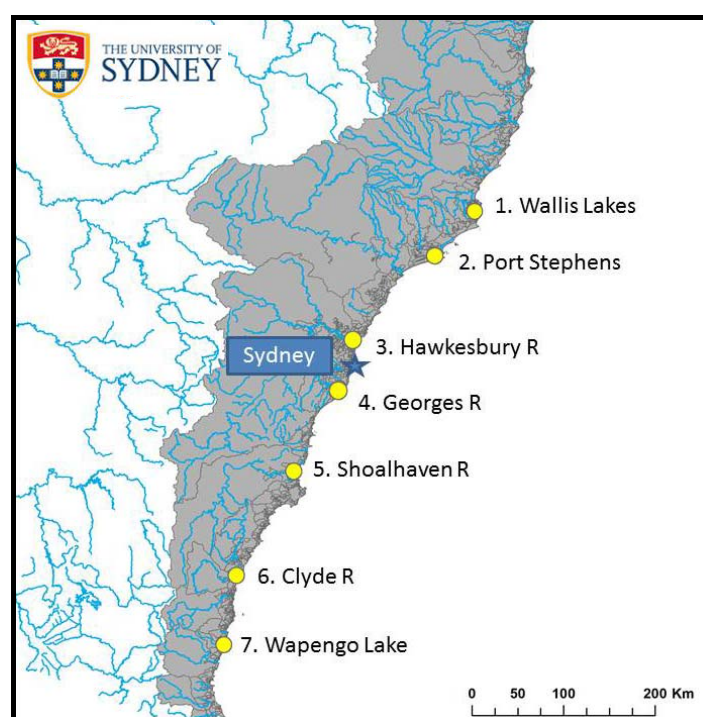 THE UNIVERSITY OF
SYDNEY
1. Wallis Lakes
2. Port Stephens
3. Hawkesbury R
Sydney
4. Georges R
5. Shoalhaven R
6. Clyde R
7. Wapengo Lake
0 50 100 200 Km